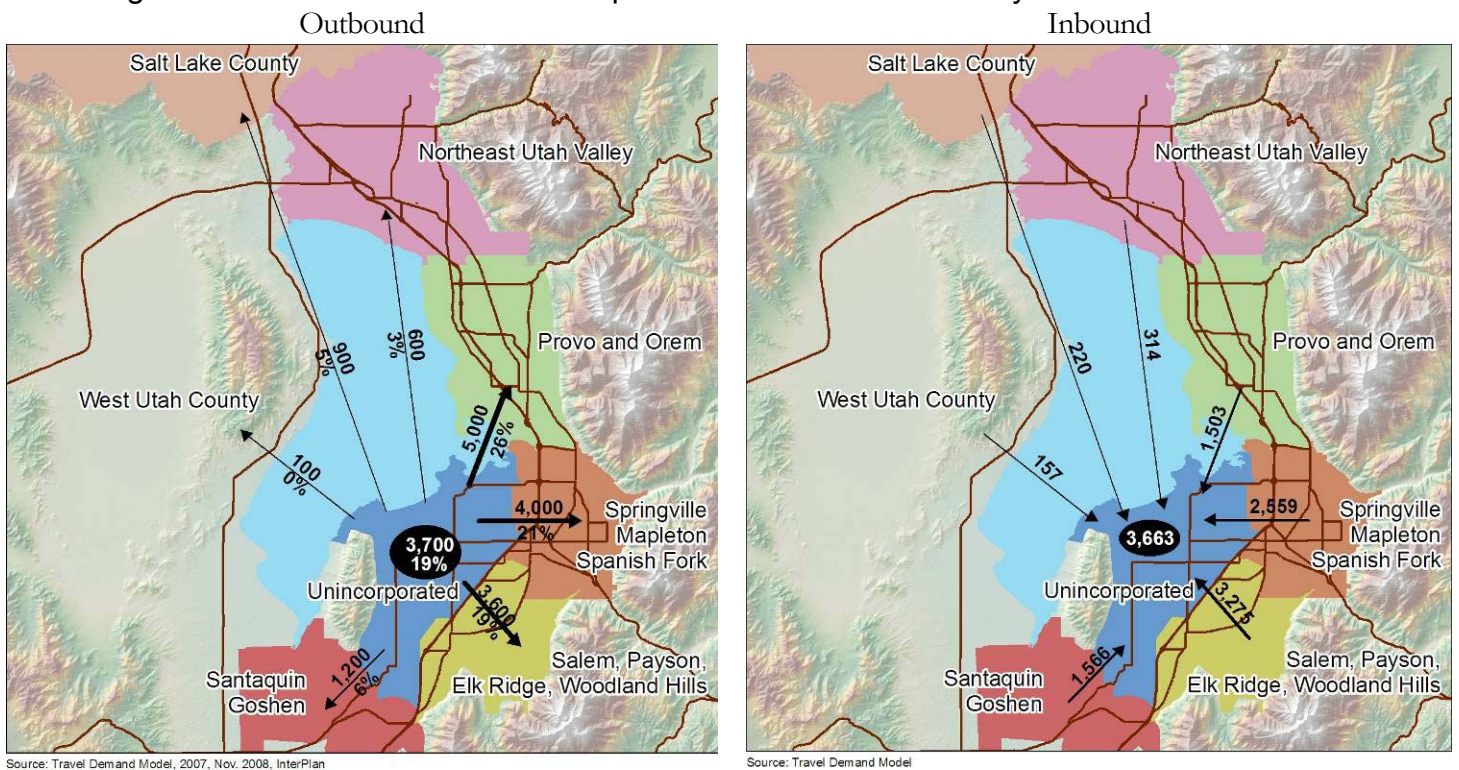 Outbound
Inbound
Salt Lake County
Northeast Utah Valley
900
5%
600
3%
Provo and Orem
West Utah County
5,000
26%
100
0%
4,000
21%
Springville
Mapleton
Spanish Fork
3,700
19%
Unincorporated
3,600
19%
Santaquin
Goshen
1,200
6%
Salem, Payson,
Elk Ridge, Woodland Hills
Source: Travel Demand Model, 2007, Nov. 2008, InterPlan
Salt Lake County
Northeast Utah Valley
220
314
Provo and Orem
West Utah County
1,503
157
2,559
Springville
Mapleton
Spanish Fork
3,663
Unincorporated
3,275
Santaquin
Goshen
1,566
Salem, Payson,
Elk Ridge, Woodland Hills
Source: Travel Demand Model